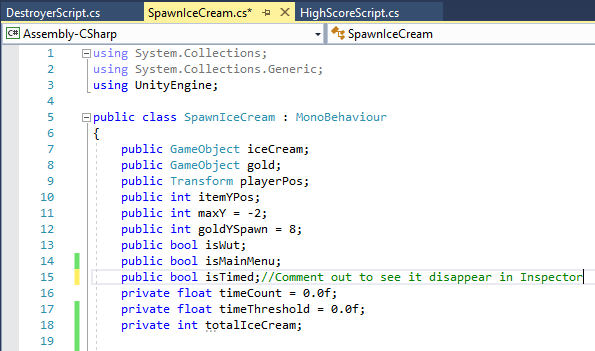 DestroyerScript.cs SpawnIceCream.cs* HighScoreScript.cs
C# Assembly-CSharp SpawnIceCream
1 using System.Collections;
2 using System.Collections.Generic;
3 using UnityEngine;
4
5 public class SpawnIceCream : MonoBehaviour
6 {
7 public GameObject iceCream;
8 public GameObject gold;
9 public Transform playerPos;
10 public int itemYPos;
11 public int maxY = -2;
12 public int goldYSpawn = 8;
13 public bool isWut;
14 public bool isMainMenu;
15 public bool isTimed;//Comment out to see it disappear in Inspector
16 private float timeCount = 0.0f;
17 private float timeThreshold = 0.0f;
18 private int totalIceCream;
19